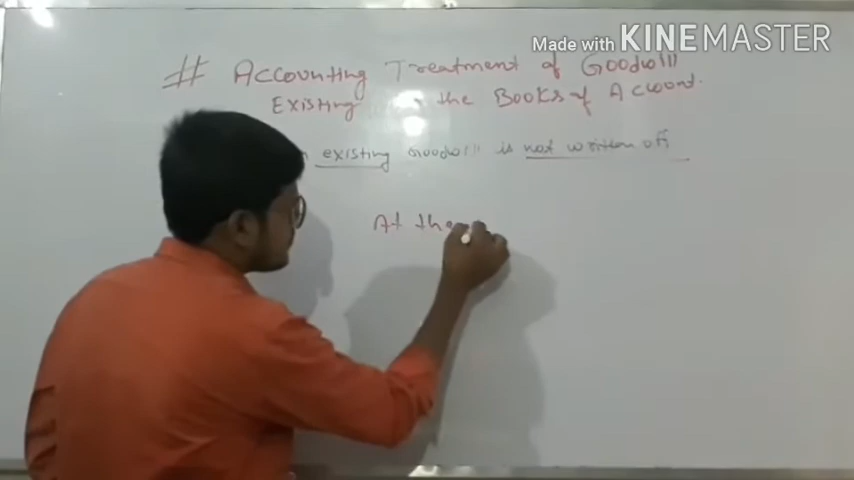 Made with KINEMASTER
# Accounting Treatment of Goodwill
Existing the Books of Account.
existing Goodwill is not written off
At the